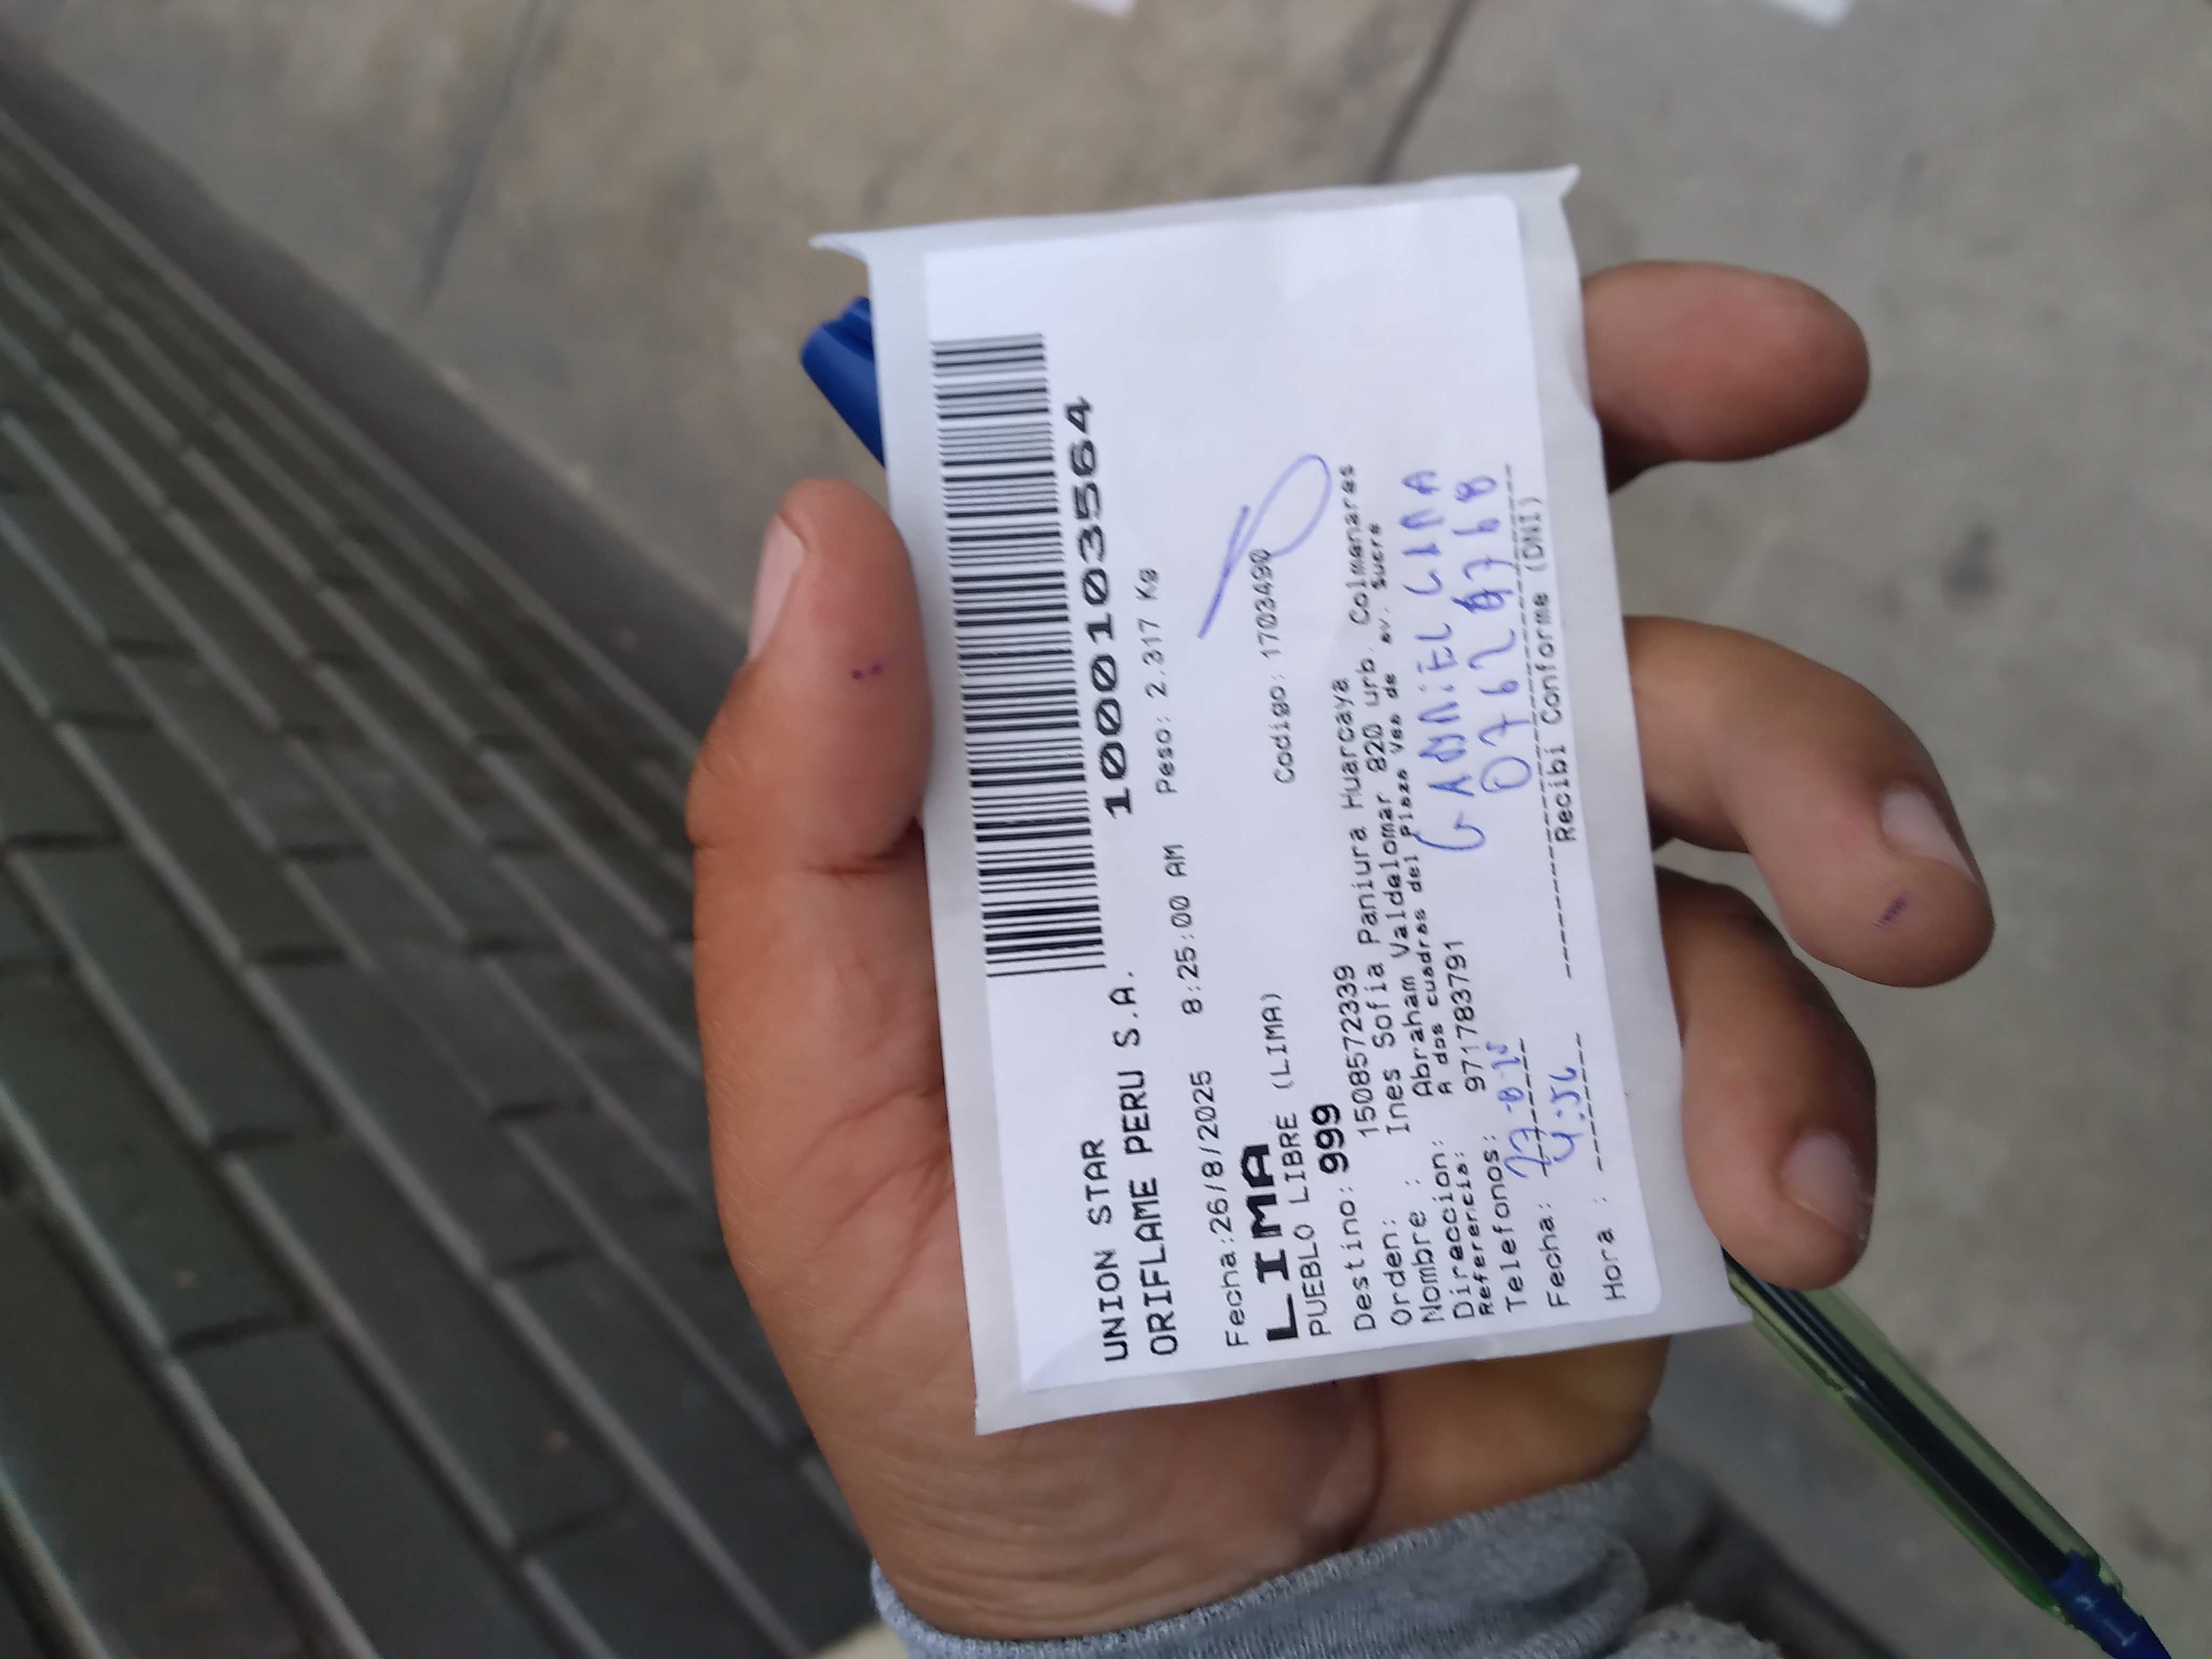 UNION STAR
ORIFLAME PERU S.A.
1000103564
Fecha:26/8/2025 8:25:00 AM Peso: 2.317 Kg
LIMA
PUEBLO LIBRE (LIMA)
Destino: 999 Codigo: 1703490
Orden: 1508572339
Nombre : Ines Sofia Paniura Huarcaya
Direccion: Abraham Valdelomar 820 urb. Colmenares
Referencia: A dos cuadras del Plaza Vea de av. sucre
Telefonos: 971783791
Fecha:
Hora : 4:56
Recibi Conforme (DNI)